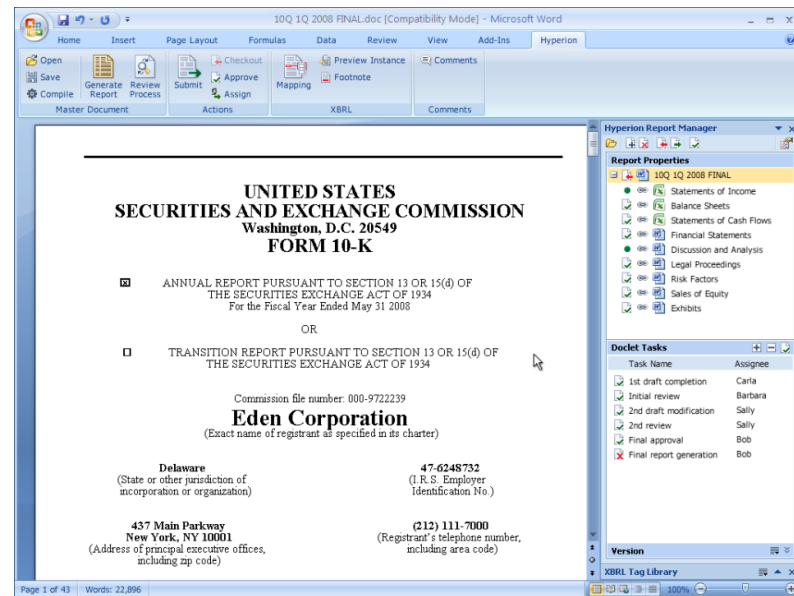 10Q 1Q 2008 FINAL.doc [Compatibility Mode] - Microsoft Word
Home Insert Page Layout Formulas Data Review View Add-Ins Hyperion
Open
Save
Compile
Generate Report
Review Process
Master Document
Submit
Checkout
Approve
Assign
Actions
Mapping
Preview Instance
Footnote
XBRL
Comments
Comments
UNITED STATES
SECURITIES AND EXCHANGE COMMISSION
Washington, D.C. 20549
FORM 10-K
ANNUAL REPORT PURSUANT TO SECTION 13 OR 15(d) OF
THE SECURITIES EXCHANGE ACT OF
1934
For the Fiscal Year Ended May 31 2008
OR
TRANSITION REPORT PURSUANT TO SECTION 13 OR 15(d) OF
THE SECURITIES EXCHANGE ACT OF
1934
Commission file number: 000-9722239
Eden Corporation
(Exact name of registrant as specified in its charter)
Delaware
(State or other jurisdiction of
incorporation or organization)
47-6248732
(I.R.S. Employer
Identification No.)
437 Main Parkway
New York, NY 10001
(Address of principal executive offices,
including zip code)
(212) 111-7000
(Registrant's telephone number,
including area code)
Hyperion Report Manager
Report Properties
10Q 1Q 2008 FINAL
Statements of Income
Balance Sheets
Statements of Cash Flows
Financial Statements
Discussion and Analysis
Legal Proceedings
Risk Factors
Sales of Equity
Exhibits
Doclet Tasks
Task Name Assignee
1st draft completion Carla
Initial review Barbara
2nd draft modification Sally
2nd review Sally
Final approval Bob
Final report generation Bob
Version
XBRL Tag Library
Page 1 of 43 Words: 22,896 100%